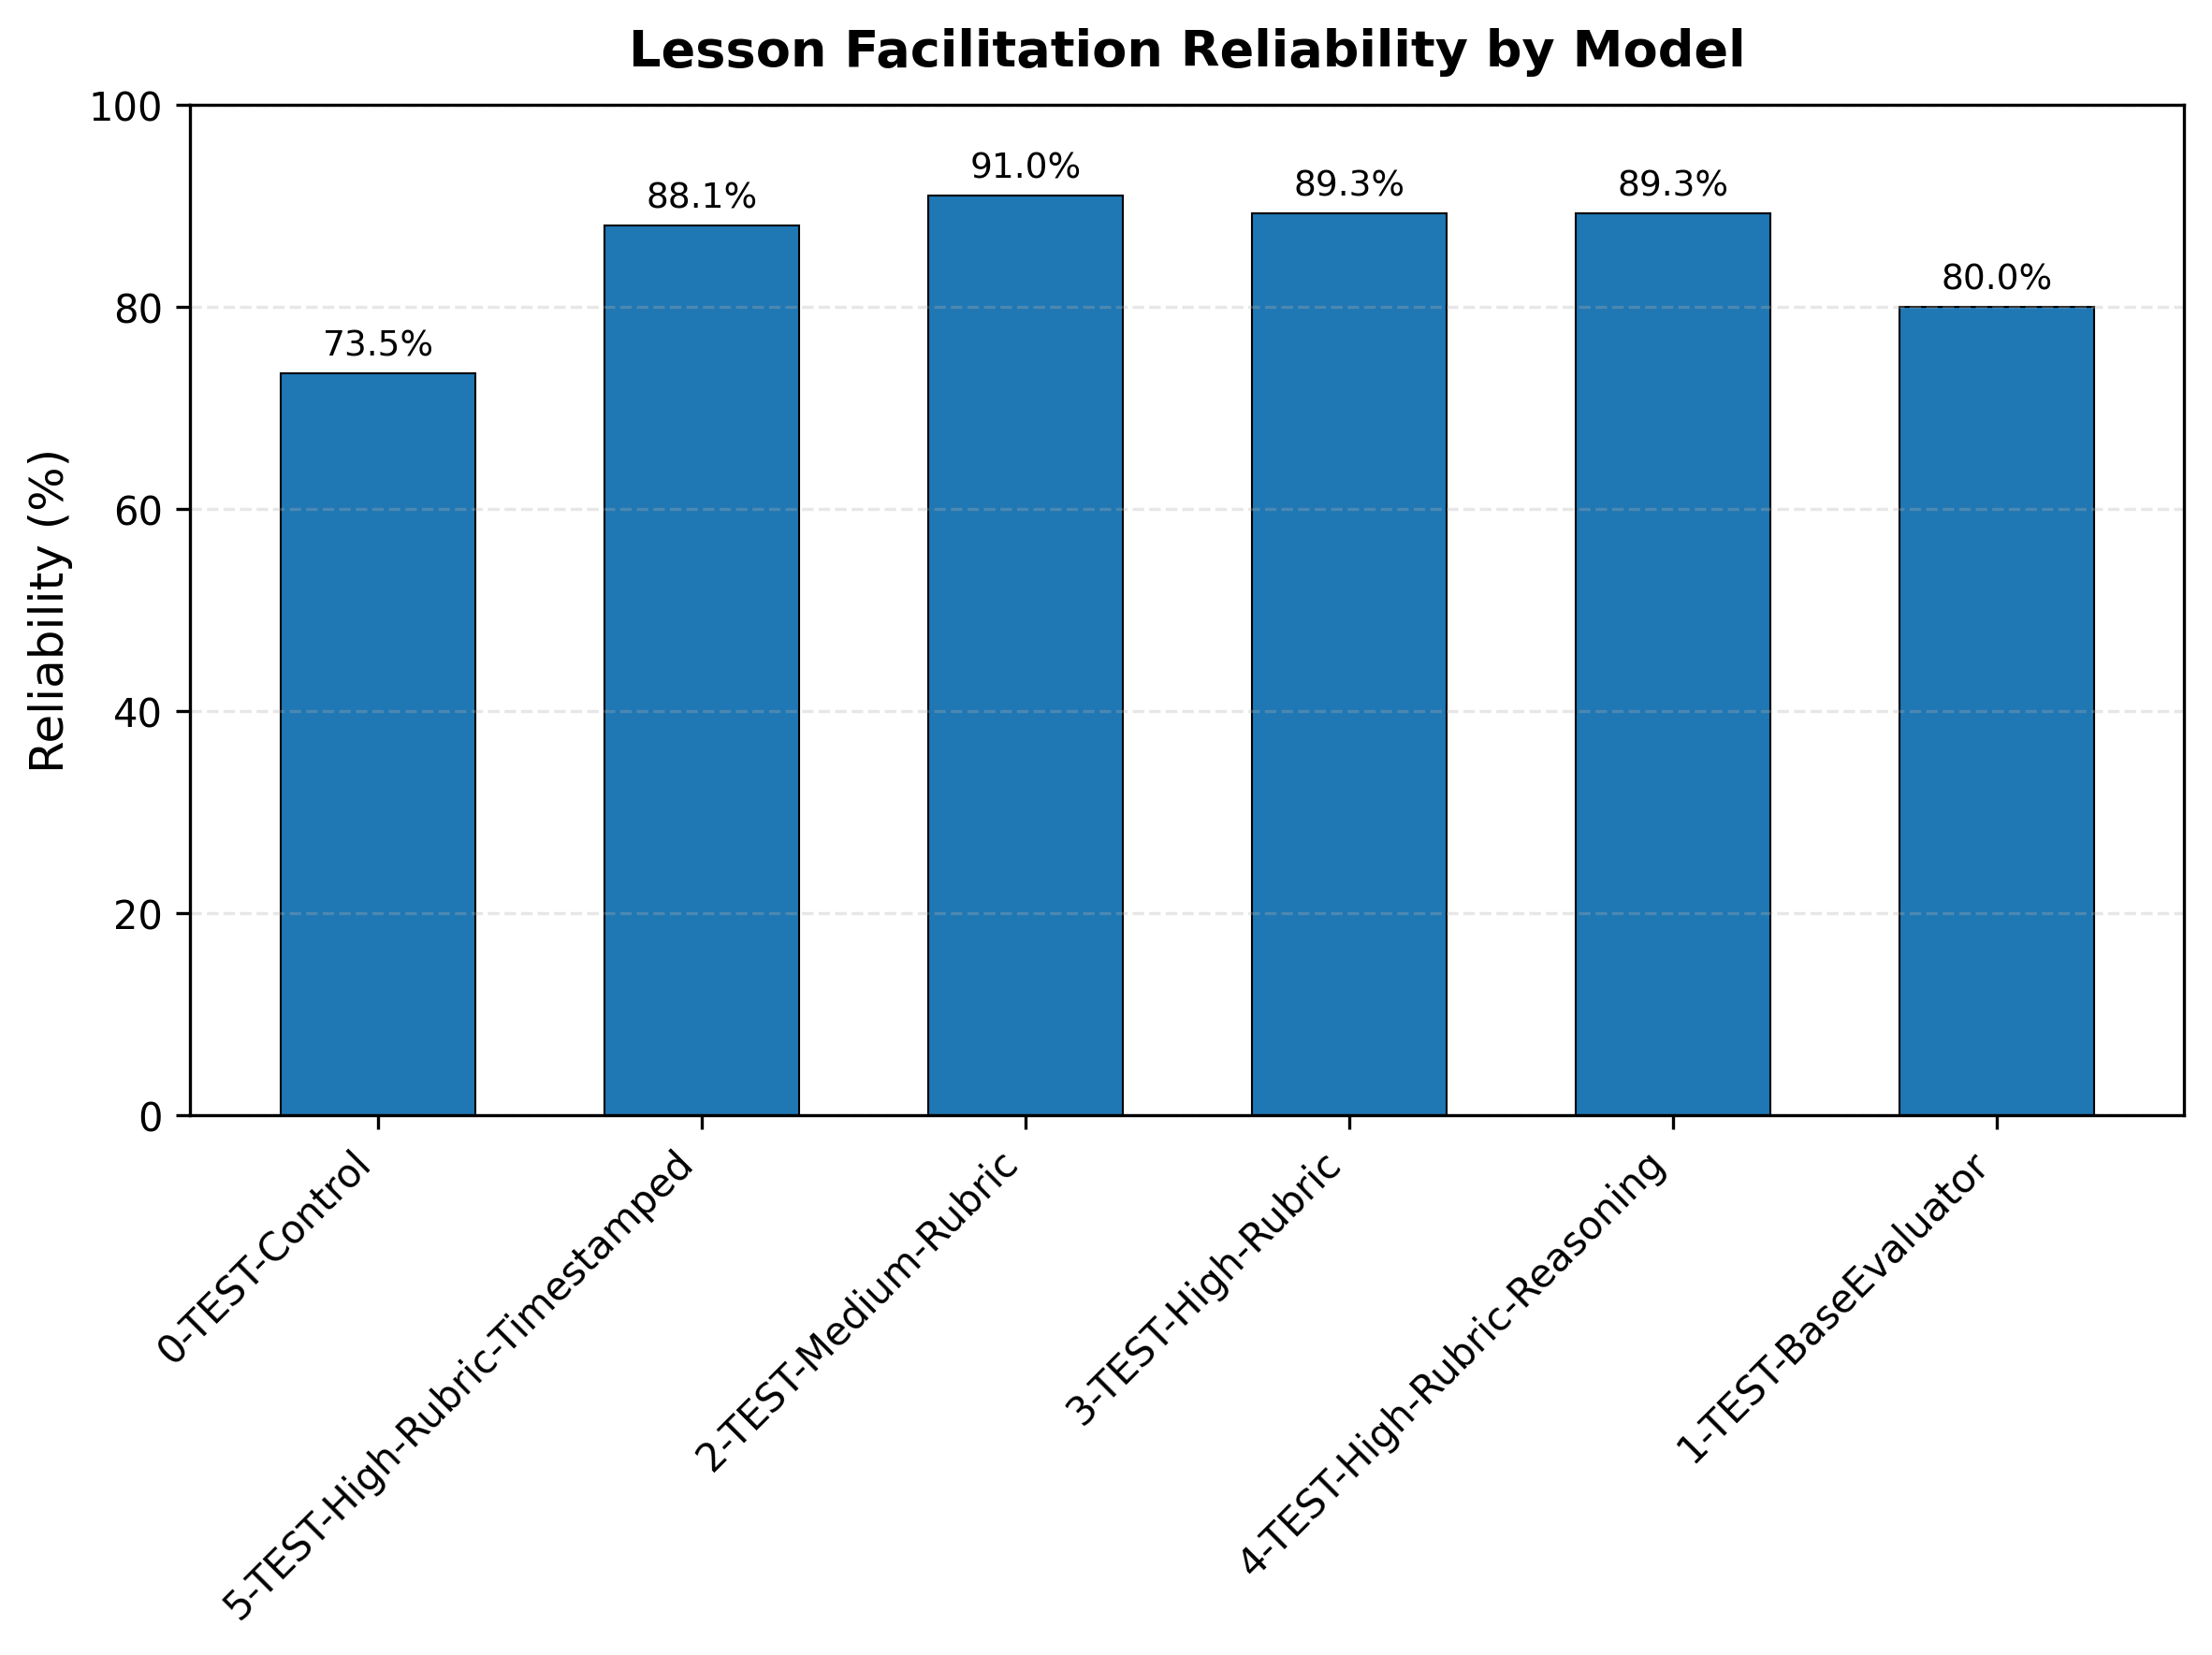 Lesson Facilitation Reliability by Model
Reliability (%)
100
80
60
40
20
0
73.5%
88.1%
91.0%
89.3%
89.3%
80.0%
0-TEST-Control
5-TEST-High-Rubric-Timestamped
2-TEST-Medium-Rubric
3-TEST-High-Rubric
4-TEST-High-Rubric-Reasoning
1-TEST-BaseEvaluator